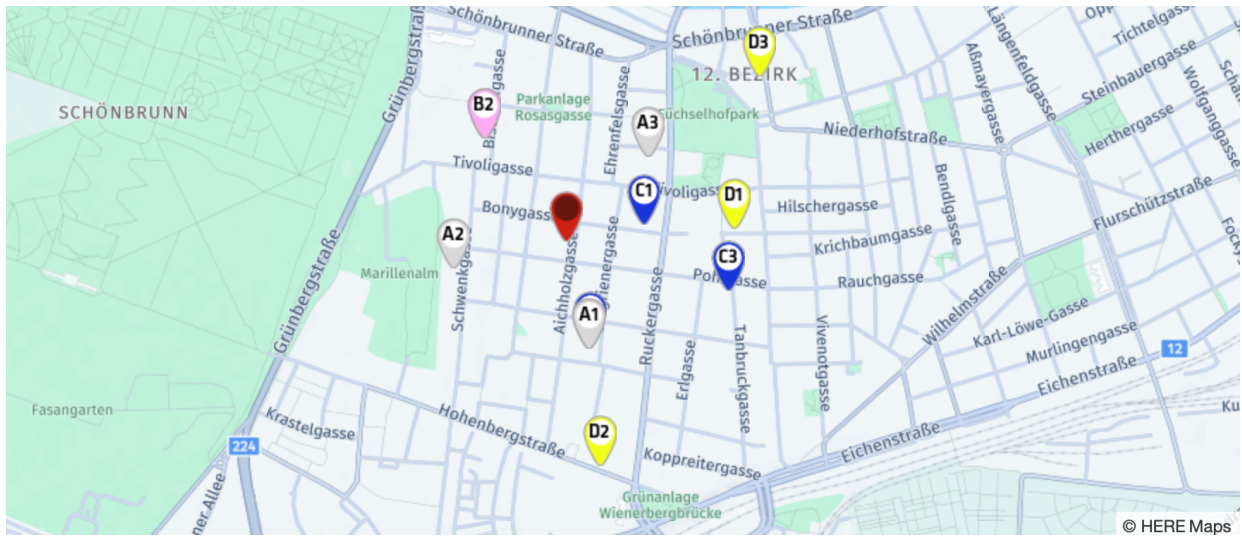 SCHÖNBRUNN
Grünbergstraße
Schönbrunner Straße
Schönbrunner Straße
D3
12. BEZIRK
Längenfeldgasse
Aßmayergasse
Tichtelgasse
Steinbauergasse
Wolfganggasse
B2
Parkanlage
Rosasgasse
Ehrenfelsgasse
A3
Füchselhofpark
Niederhofstraße
Herthergasse
Tivoligasse
C1
Tivoligasse
D1
Hilschergasse
Bendlgasse
Flurschützstraße
Bonygasse
A2
Marillenalm
Schwenkgasse
Aichholzgasse
C3
Krichbaumgasse
Rauchgasse
Grünbergstraße
A1
Ruckergasse
Wilhelmstraße
Karl-Löwe-Gasse
Murlingengasse
12
Erlgasse
Tanbruckgasse
Vivenotgasse
Eichenstraße
Fasangarten
Krastelgasse
Hohenbergstraße
D2
224
Koppreitergasse
Eichenstraße
Grünanlage
Wienerbergbrücke
© HERE Maps